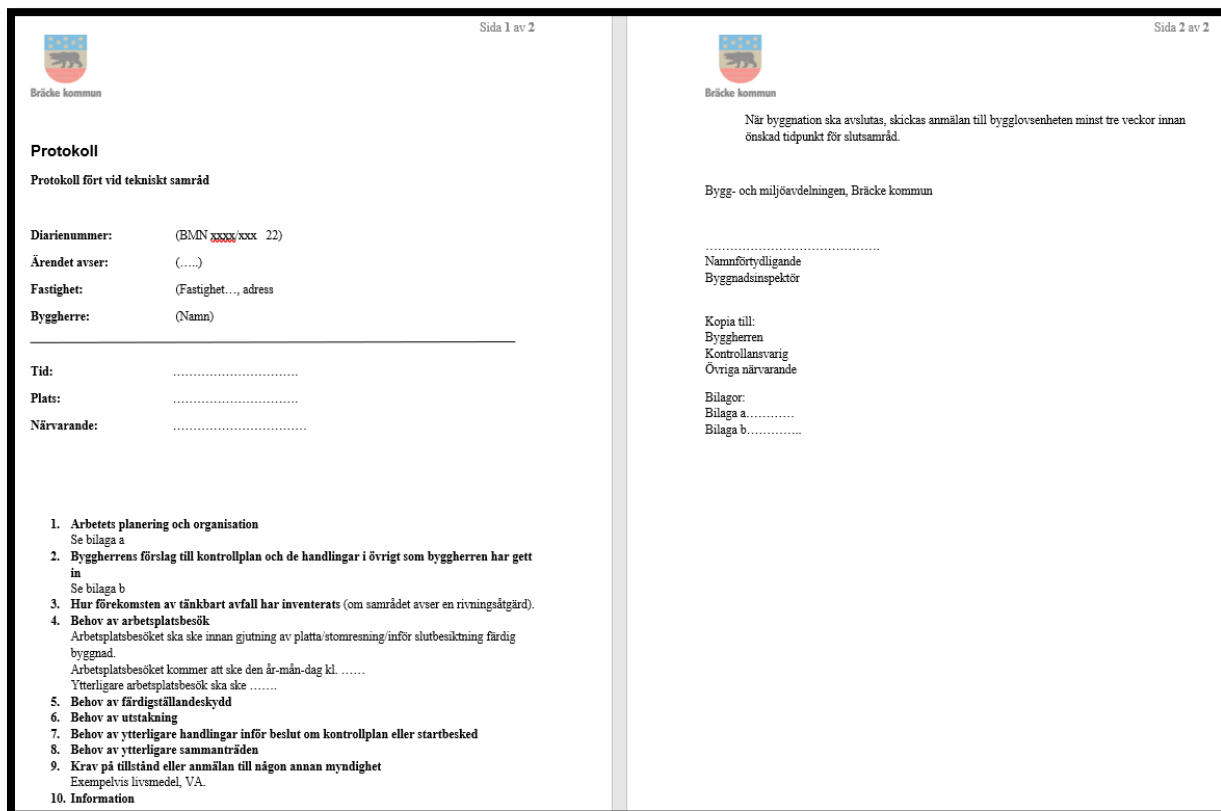 Sida 1 av 2
Bräcke kommun
Protokoll
Protokoll fört vid tekniskt samråd
Diarienummer: (BMN xxxx/xxx 22)
Ärendet avser: (…..)
Fastighet: (Fastighet…, adress
Byggherre: (Namn)
Tid: …………………………..
Plats: …………………………..
Närvarande: ……………………………
1. Arbetets planering och organisation
Se bilaga a
2. Byggherrens förslag till kontrollplan och de handlingar i övrigt som byggherren har gett
in
Se bilaga b
3. Hur förekomsten av tänkbart avfall har inventerats (om samrådet avser en rivningsåtgärd).
4. Behov av arbetsplatsbesök
Arbetsplatsbesöket ska ske innan gjutning av platta/stomresning/inför slutbesiktning färdig
byggnad.
Arbetsplatsbesöket kommer att ske den år-mån-dag kl. ……
Ytterligare arbetsplatsbesök ska ske …….
5. Behov av färdigställandeskydd
6. Behov av utstakning
7. Behov av ytterligare handlingar inför beslut om kontrollplan eller startbesked
8. Behov av ytterligare sammanträden
9. Krav på tillstånd eller anmälan till någon annan myndighet
Exempelvis livsmedel, VA.
10. Information
Sida 2 av 2
Bräcke kommun
När byggnation ska avslutas, skickas anmälan till bygglovsenheten minst tre veckor innan
önskad tidpunkt för slutsamråd.
Bygg- och miljöavdelningen, Bräcke kommun
…………………………………….
Namnförtydligande
Byggnadsinspektör
Kopia till:
Byggherren
Kontrollansvarig
Övriga närvarande
Bilagor:
Bilaga a…………
Bilaga b…………..